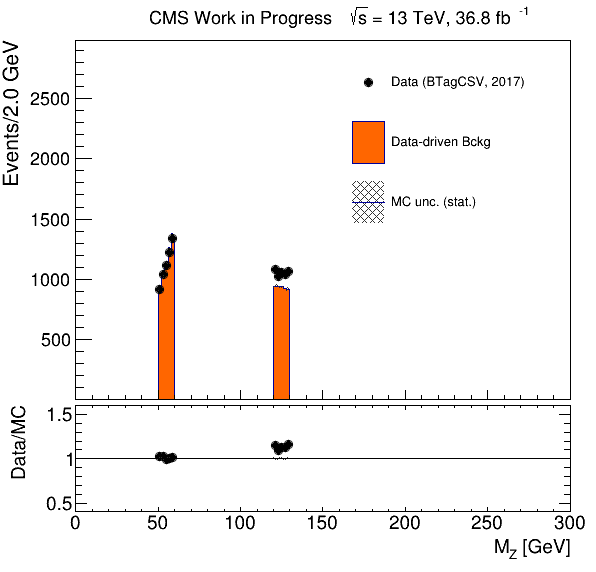 CMS Work in Progress √s = 13 TeV, 36.8 fb⁻¹
Events/2.0 GeV
2500
2000
1500
1000
500
Data (BTagCSV, 2017)
Data-driven Bckg
MC unc. (stat.)
Data/MC
1.5
1
0.5
0 50 100 150 200 250 300
M_Z [GeV]